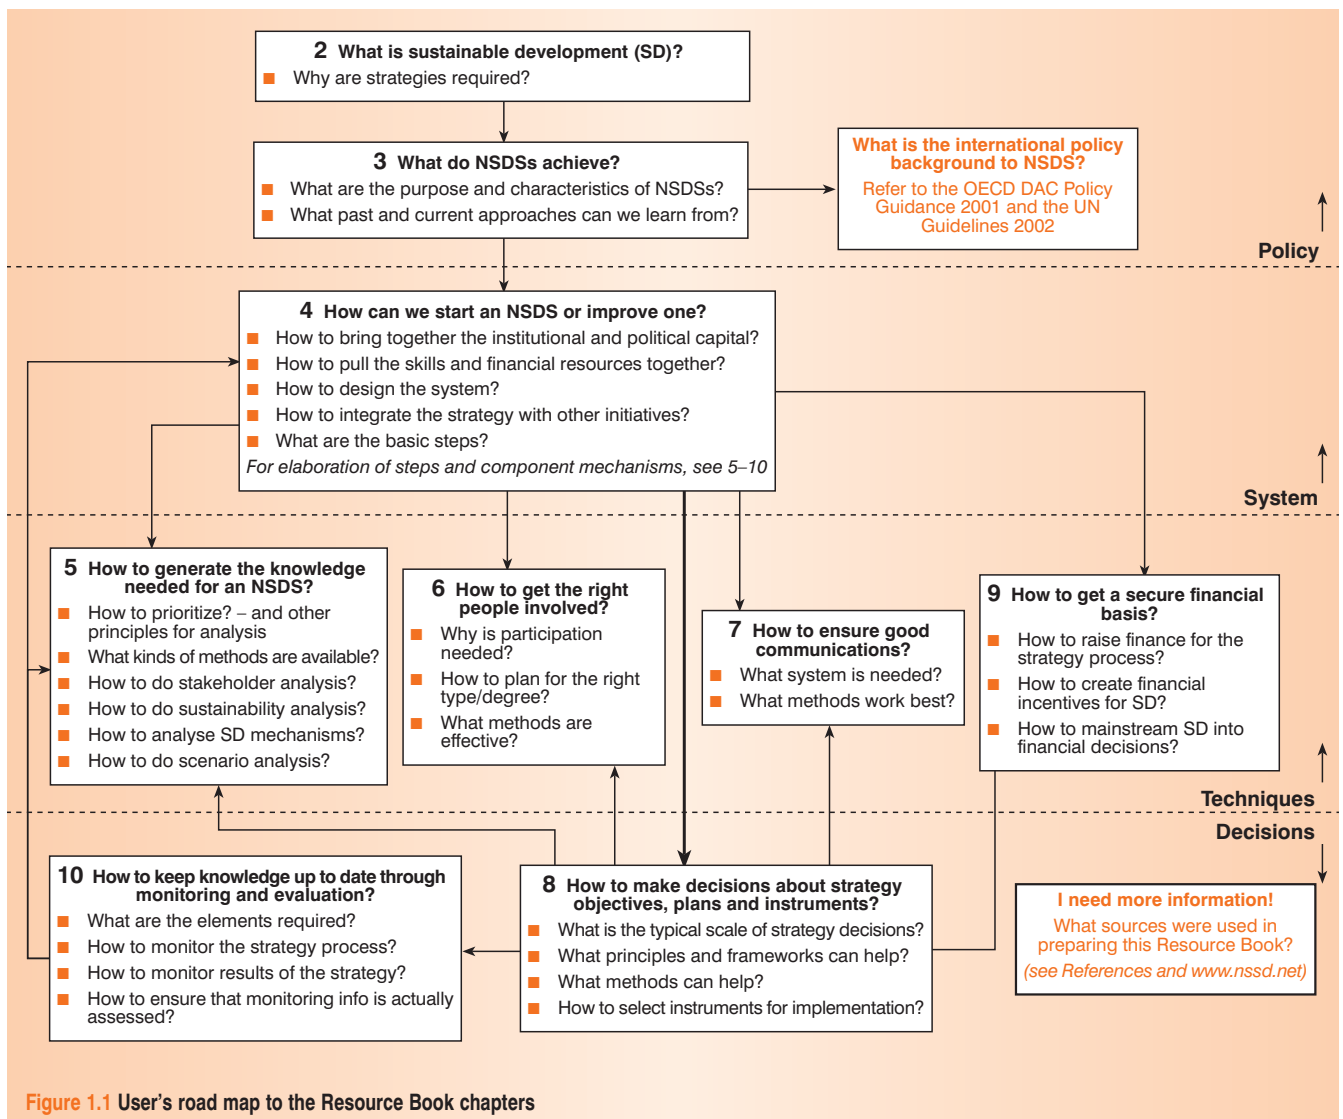 2 What is sustainable development (SD)?
■ Why are strategies required?
3 What do NSDSs achieve?
■ What are the purpose and characteristics of NSDSs?
■ What past and current approaches can we learn from?
What is the international policy
background to NSDS?
Refer to the OECD DAC Policy
Guidance 2001 and the UN
Guidelines 2002
Policy
4 How can we start an NSDS or improve one?
■ How to bring together the institutional and political capital?
■ How to pull the skills and financial resources together?
■ How to design the system?
■ How to integrate the strategy with other initiatives?
■ What are the basic steps?
For elaboration of steps and component mechanisms, see 5–10
System
5 How to generate the knowledge
needed for an NSDS?
■ How to prioritize? – and other
principles for analysis
■ What kinds of methods are available?
■ How to do stakeholder analysis?
■ How to do sustainability analysis?
■ How to analyse SD mechanisms?
■ How to do scenario analysis?
6 How to get the right
people involved?
■ Why is participation
needed?
■ How to plan for the right
type/degree?
■ What methods are
effective?
7 How to ensure good
communications?
■ What system is needed?
■ What methods work best?
9 How to get a secure financial
basis?
■ How to raise finance for the
strategy process?
■ How to create financial
incentives for SD?
■ How to mainstream SD into
financial decisions?
Techniques
Decisions
10 How to keep knowledge up to date through
monitoring and evaluation?
■ What are the elements required?
■ How to monitor the strategy process?
■ How to monitor results of the strategy?
■ How to ensure that monitoring info is actually
assessed?
8 How to make decisions about strategy
objectives, plans and instruments?
■ What is the typical scale of strategy decisions?
■ What principles and frameworks can help?
■ What methods can help?
■ How to select instruments for implementation?
I need more information!
What sources were used in
preparing this Resource Book?
(see References and www.nssd.net)
Figure 1.1 User's road map to the Resource Book chapters